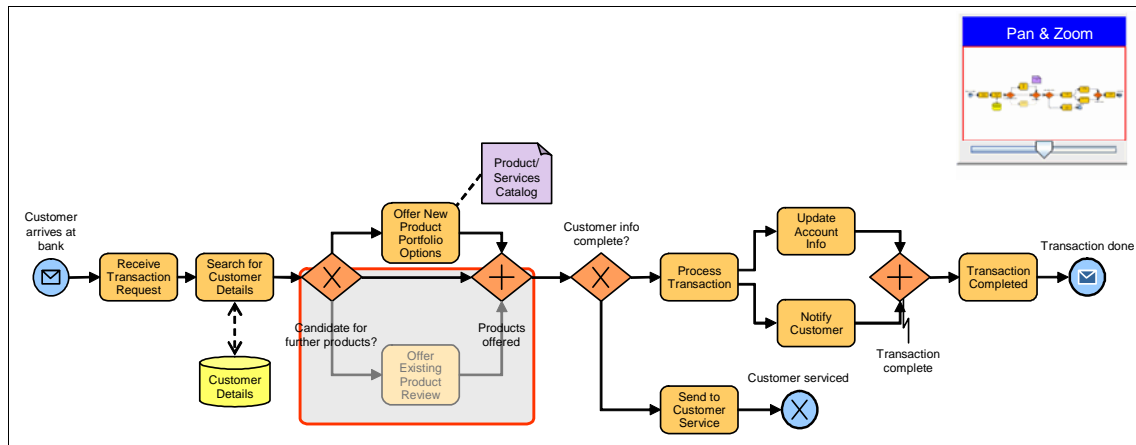 Pan & Zoom
Product/
Services
Catalog
Customer
arrives at
bank
Offer New
Product
Portfolio
Options
Customer info
complete?
Update
Account
Info
Transaction done
Receive
Transaction
Request
Search for
Customer
Details
Process
Transaction
Transaction
Completed
Candidate for
further products?
Products
offered
Notify
Customer
Offer
Existing
Product
Review
Transaction
complete
Customer
Details
Customer serviced
Send to
Customer
Service